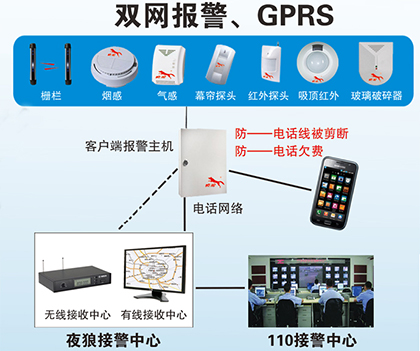 双网报警、GPRS
栅栏
烟感
气感
幕帘探头
红外探头
吸顶红外
玻璃破碎器
客户端报警主机
防——电话线被剪断
防——电话欠费
电话网络
无线接收中心
有线接收中心
夜狼接警中心
110接警中心